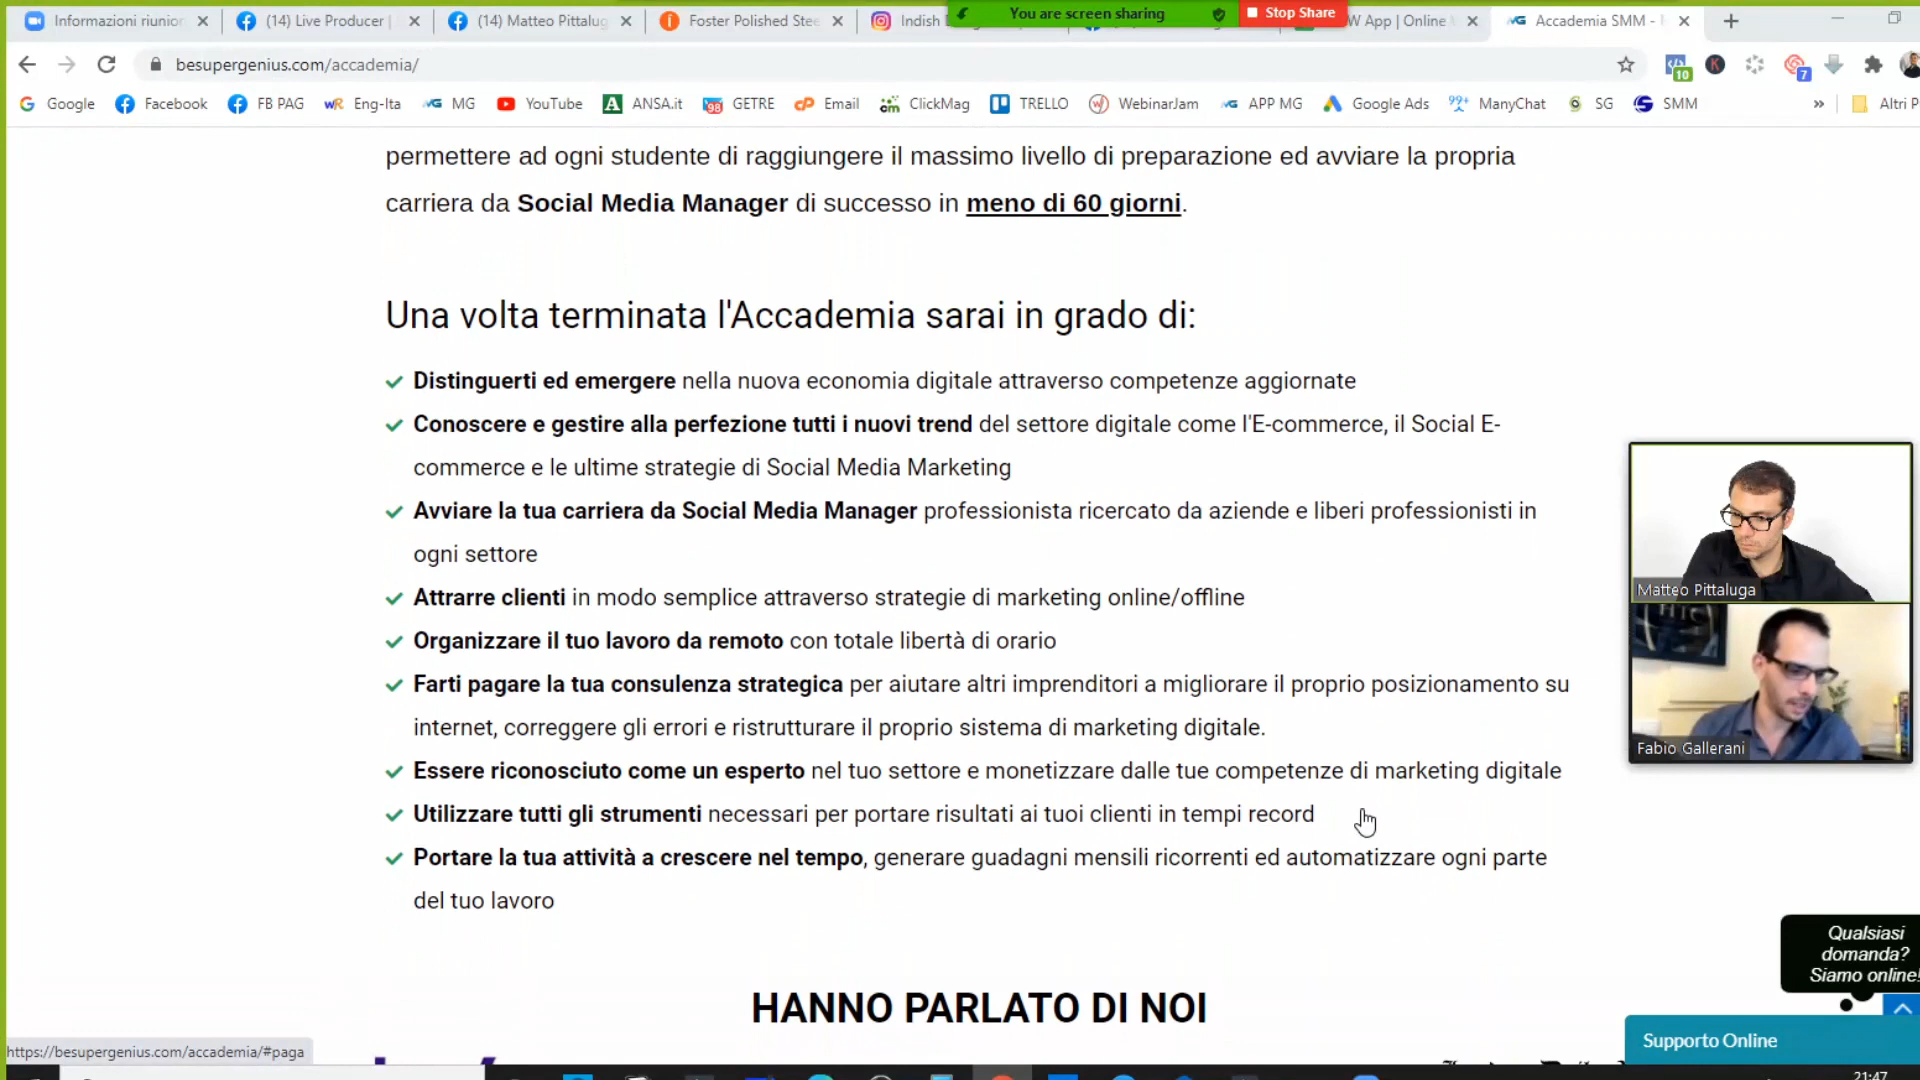 Informazioni riunior
(14) Live Producer |
(14) Matteo Pittalug
Foster Polished Stee
Indish
You are screen sharing
Stop Share
W App | Online
Accademia SMM -
besupergenius.com/accademia/
10
7
Google
Facebook
FB PAG
Eng-Ita
MG
YouTube
ANSA.it
GETRE
Email
ClickMag
TRELLO
WebinarJam
APP MG
Google Ads
ManyChat
SG
SMM
»
Altri P
permettere ad ogni studente di raggiungere il massimo livello di preparazione ed avviare la propria
carriera da Social Media Manager di successo in meno di 60 giorni.
Una volta terminata l'Accademia sarai in grado di:
Distinguerti ed emergere nella nuova economia digitale attraverso competenze aggiornate
Conoscere e gestire alla perfezione tutti i nuovi trend del settore digitale come l'E-commerce, il Social E-
commerce e le ultime strategie di Social Media Marketing
Avviare la tua carriera da Social Media Manager professionista ricercato da aziende e liberi professionisti in
ogni settore
Attrarre clienti in modo semplice attraverso strategie di marketing online/offline
Organizzare il tuo lavoro da remoto con totale libertà di orario
Farti pagare la tua consulenza strategica per aiutare altri imprenditori a migliorare il proprio posizionamento su
internet, correggere gli errori e ristrutturare il proprio sistema di marketing digitale.
Essere riconosciuto come un esperto nel tuo settore e monetizzare dalle tue competenze di marketing digitale
Utilizzare tutti gli strumenti necessari per portare risultati ai tuoi clienti in tempi record
Portare la tua attività a crescere nel tempo, generare guadagni mensili ricorrenti ed automatizzare ogni parte
del tuo lavoro
Matteo Pittaluga
Fabio Gallerani
Qualsiasi
domanda?
Siamo online!
HANNO PARLATO DI NOI
Supporto Online
https://besupergenius.com/accademia/#paga
21:47